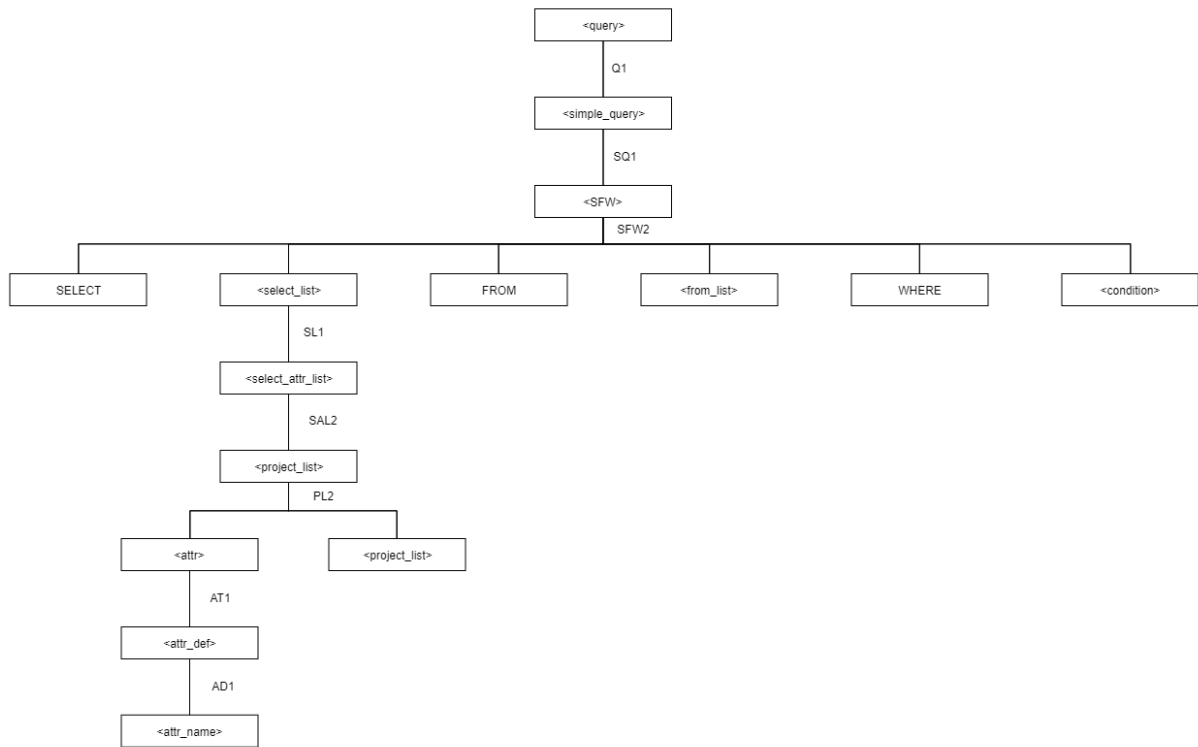 <query>
Q1
<simple_query>
SQ1
<SFW>
SFW2
SELECT
<select_list>
FROM
<from_list>
WHERE
<condition>
SL1
<select_attr_list>
SAL2
<project_list>
PL2
<attr>
<project_list>
AT1
<attr_def>
AD1
<attr_name>